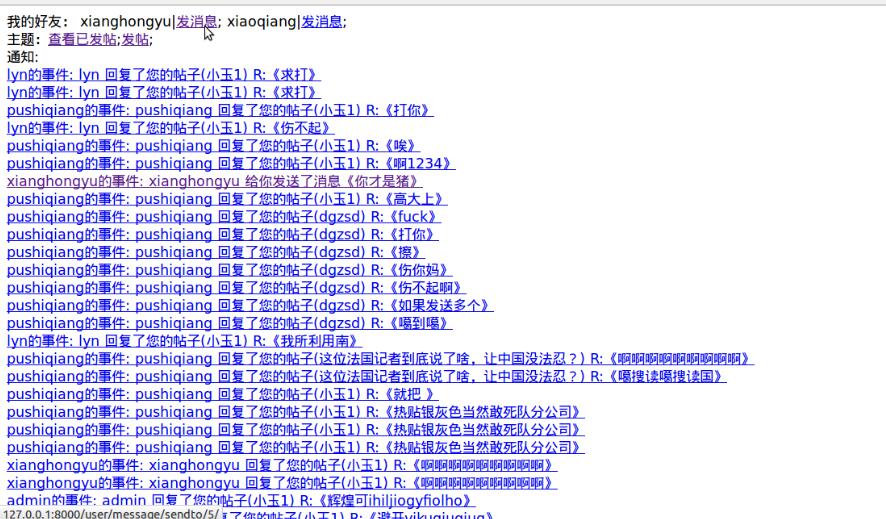 我的好友： xianghongyu|发消息; xiaoqiang|发消息;
主题：查看已发帖;发帖;
通知:
lyn的事件: lyn 回复了您的帖子(小玉1) R:《求打》
lyn的事件: lyn 回复了您的帖子(小玉1) R:《求打》
pushiqiang的事件: pushiqiang 回复了您的帖子(小玉1) R:《打你》
lyn的事件: lyn 回复了您的帖子(小玉1) R:《伤不起》
pushiqiang的事件: pushiqiang 回复了您的帖子(小玉1) R:《唉》
pushiqiang的事件: pushiqiang 回复了您的帖子(小玉1) R:《啊1234》
xianghongyu的事件: xianghongyu 给你发送了消息《你才是猪》
pushiqiang的事件: pushiqiang 回复了您的帖子(小玉1) R:《高大上》
pushiqiang的事件: pushiqiang 回复了您的帖子(dgzsd) R:《fuck》
pushiqiang的事件: pushiqiang 回复了您的帖子(dgzsd) R:《打你》
pushiqiang的事件: pushiqiang 回复了您的帖子(dgzsd) R:《擦》
pushiqiang的事件: pushiqiang 回复了您的帖子(dgzsd) R:《伤你妈》
pushiqiang的事件: pushiqiang 回复了您的帖子(dgzsd) R:《伤不起啊》
pushiqiang的事件: pushiqiang 回复了您的帖子(dgzsd) R:《如果发送多个》
pushiqiang的事件: pushiqiang 回复了您的帖子(dgzsd) R:《噶到噶》
lyn的事件: lyn 回复了您的帖子(小玉1) R:《我所利用南》
pushiqiang的事件: pushiqiang 回复了您的帖子(这位法国记者到底说了啥，让中国没法忍？) R:《啊啊啊啊啊啊啊啊啊》
pushiqiang的事件: pushiqiang 回复了您的帖子(这位法国记者到底说了啥，让中国没法忍？) R:《噶搜读噶搜读国》
pushiqiang的事件: pushiqiang 回复了您的帖子(小玉1) R:《就把 》
pushiqiang的事件: pushiqiang 回复了您的帖子(小玉1) R:《热贴银灰色当然敢死队分公司》
pushiqiang的事件: pushiqiang 回复了您的帖子(小玉1) R:《热贴银灰色当然敢死队分公司》
pushiqiang的事件: pushiqiang 回复了您的帖子(小玉1) R:《热贴银灰色当然敢死队分公司》
xianghongyu的事件: xianghongyu 回复了您的帖子(小玉1) R:《啊啊啊啊啊啊啊啊啊》
xianghongyu的事件: xianghongyu 回复了您的帖子(小玉1) R:《啊啊啊啊啊啊啊啊啊》
admin的事件: admin 回复了您的帖子(小玉1) R:《辉煌可ihiljiogyfiolho》
127.0.0.1:8000/user/message/sendto/5/ 复了您的帖子(小玉1) R:《避开